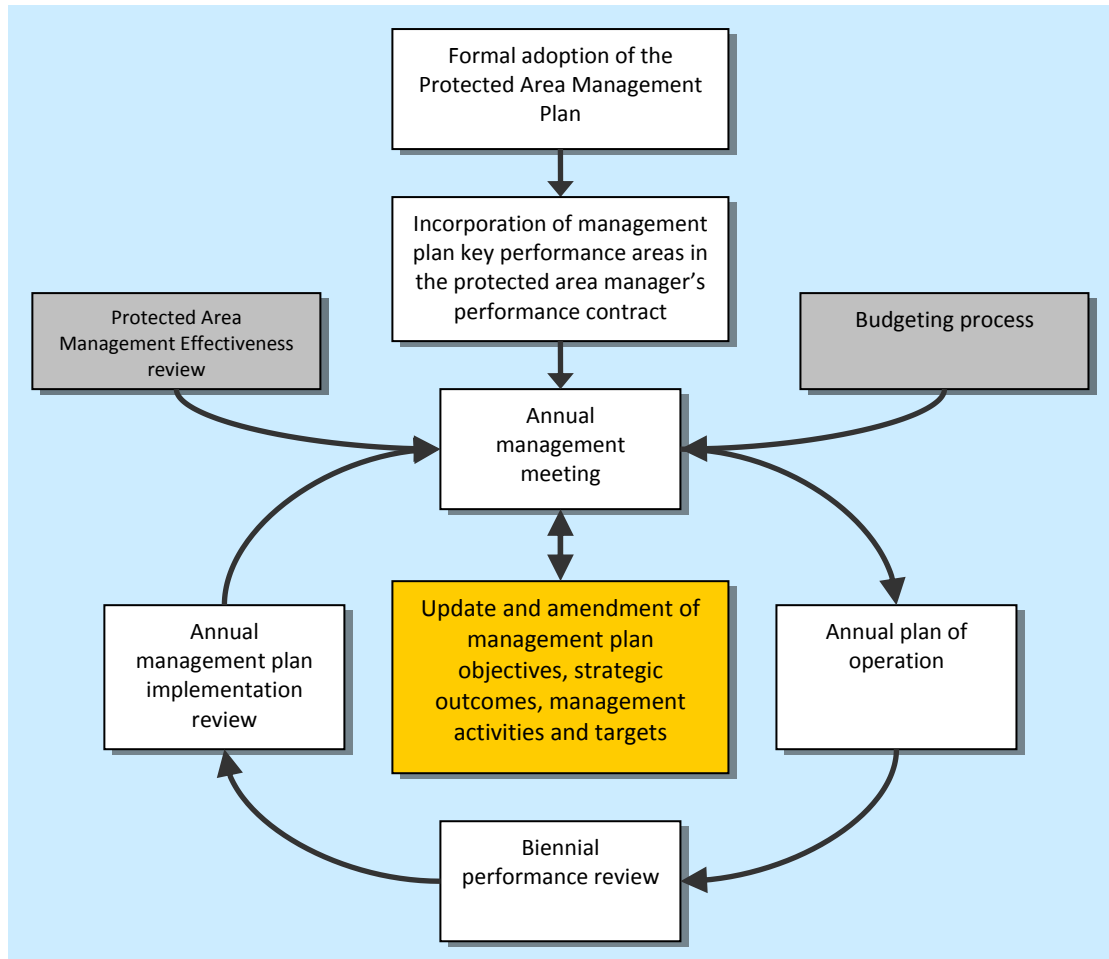 Formal adoption of the
Protected Area Management
Plan
Incorporation of management
plan key performance areas in
the protected area manager’s
performance contract
Protected Area
Management Effectiveness
review
Budgeting process
Annual
management
meeting
Annual
management plan
implementation
review
Update and amendment of
management plan
objectives, strategic
outcomes, management
activities and targets
Annual plan of
operation
Biennial
performance review